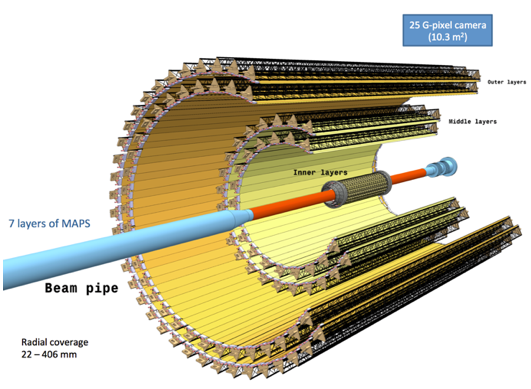 25 G-pixel camera
(10.3 m²)
Outer layers
Middle layers
Inner layers
7 layers of MAPS
Beam pipe
Radial coverage
22 – 406 mm